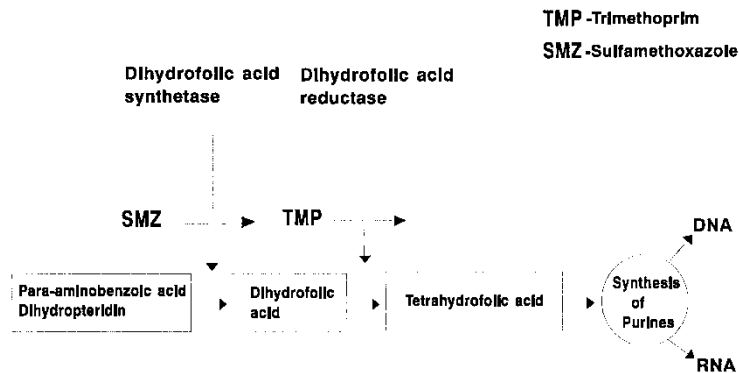 TMP-Trimethoprim
SMZ-Sulfamethoxazole
Dihydrofolic acid
synthetase
Dihydrofolic acid
reductase
SMZ
TMP
DNA
Para-aminobenzoic acid
Dihydropteridin
Dihydrofolic
acid
Tetrahydrofolic acid
Synthesis
of
Purines
RNA